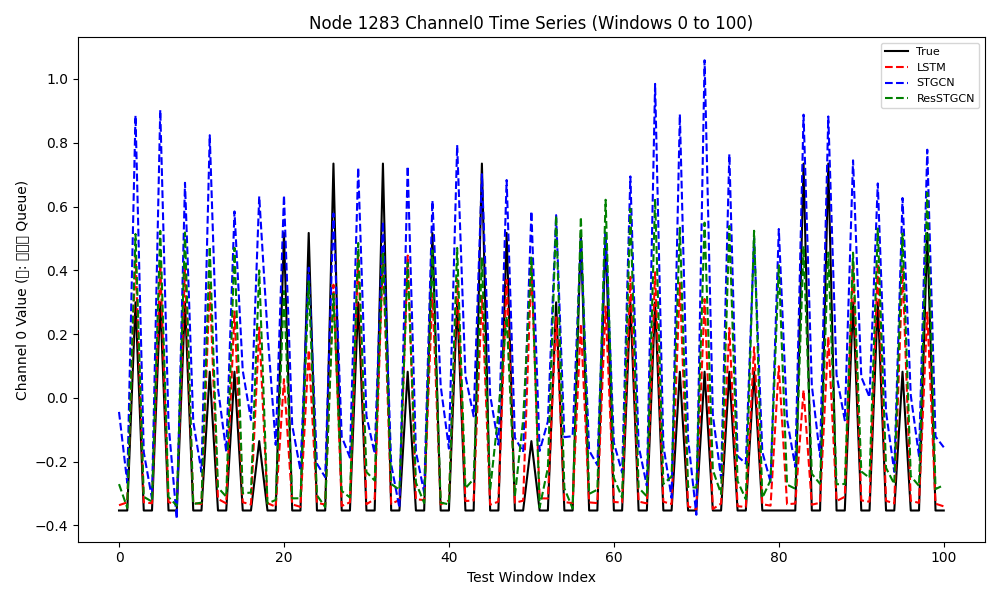 Node 1283 Channel0 Time Series (Windows 0 to 100)
True
LSTM
STGCN
ResSTGCN
1.0
0.8
0.6
0.4
0.2
0.0
−0.2
−0.4
Channel 0 Value (: Queue)
0
20
40
60
80
100
Test Window Index